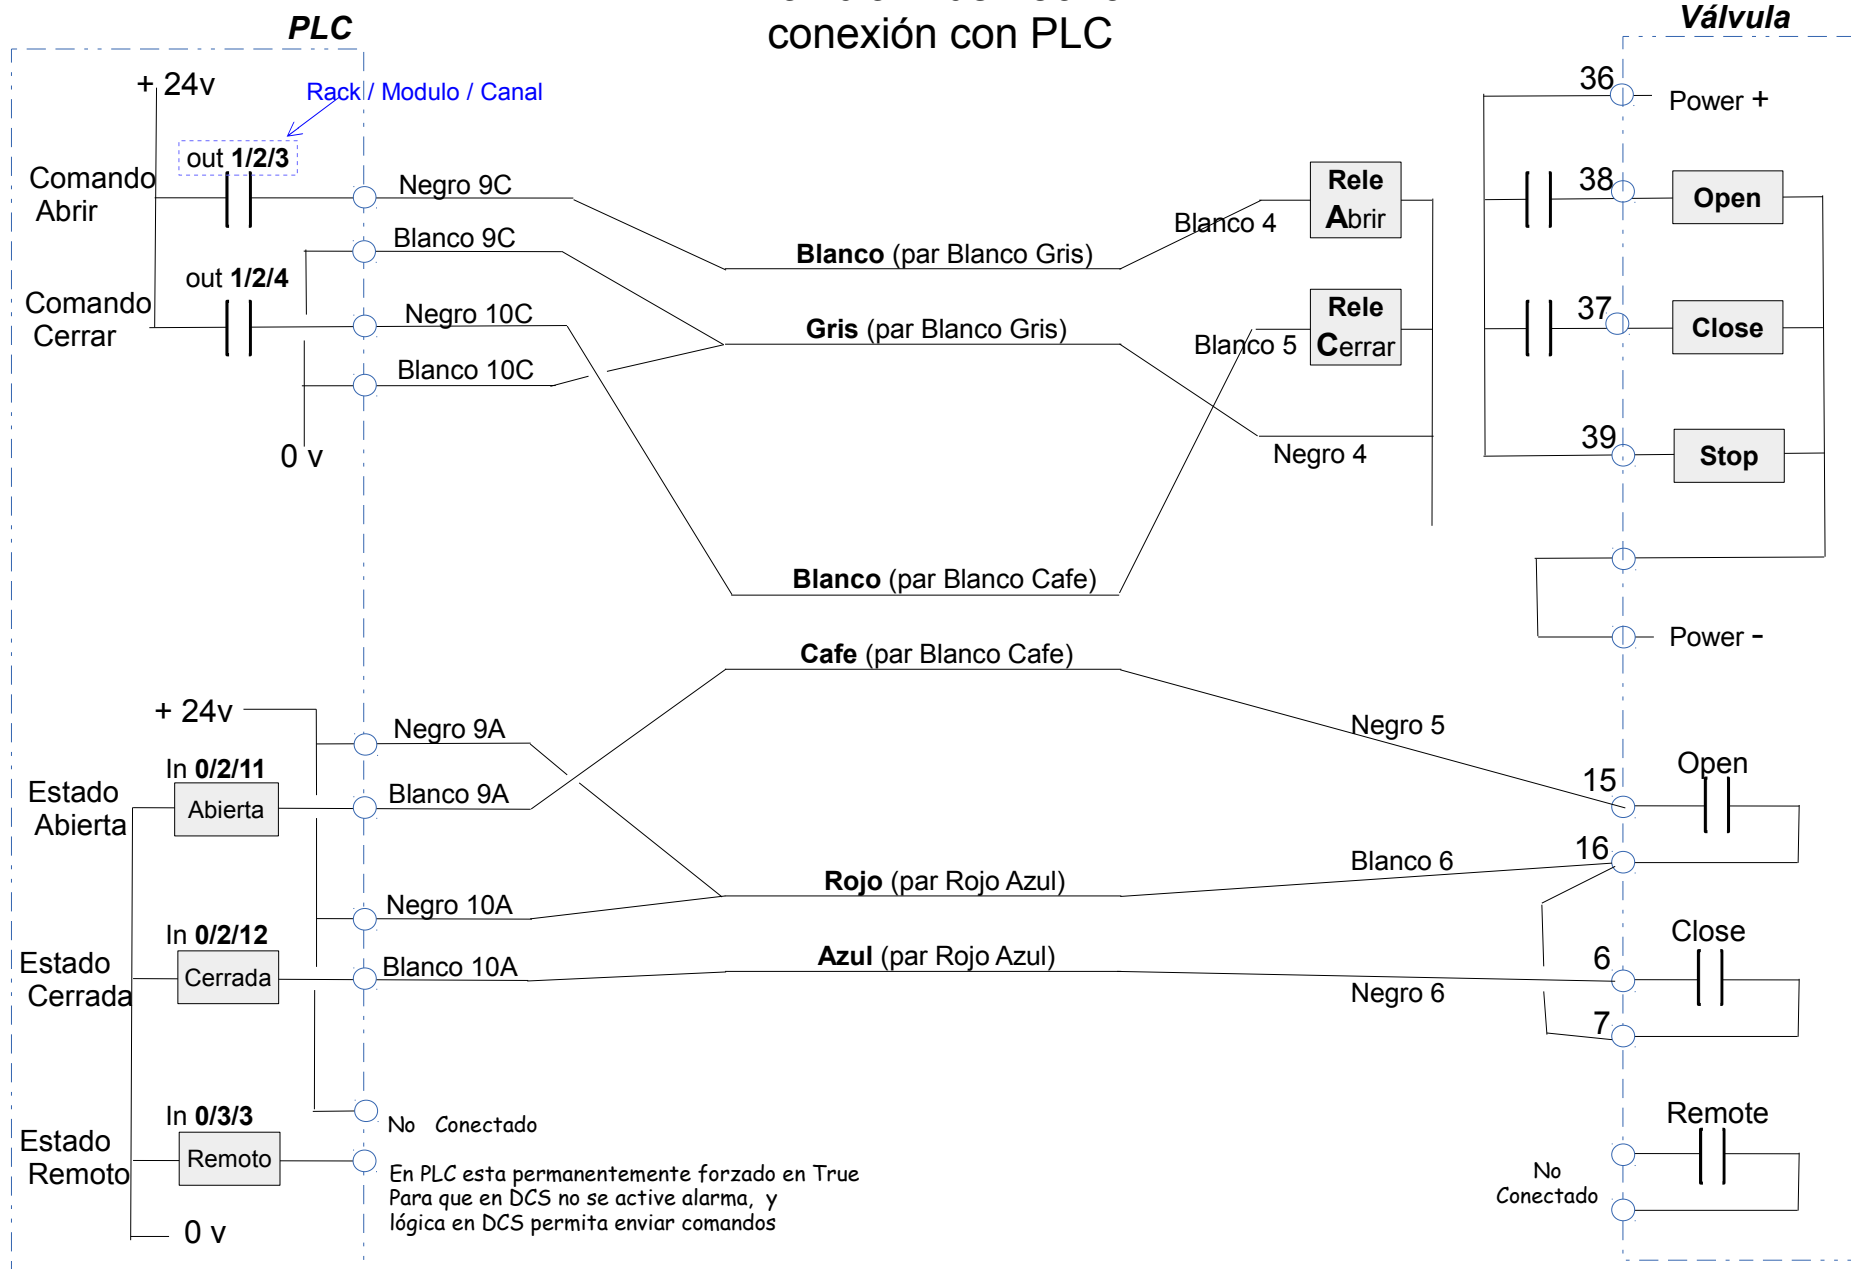 PLC
conexión con PLC
Válvula
+ 24v
Rack / Modulo / Canal
out 1/2/3
Comando
Abrir
Negro 9C
Blanco 9C
out 1/2/4
Comando
Cerrar
Negro 10C
Blanco 10C
0 v
Blanco (par Blanco Gris)
Gris (par Blanco Gris)
Blanco (par Blanco Cafe)
Cafe (par Blanco Cafe)
Blanco 4
Rele
Abrir
Blanco 5
Rele
Cerrar
Negro 4
36
Power +
38
Open
37
Close
39
Stop
Power -
+ 24v
Negro 9A
In 0/2/11
Estado
Abierta
Abierta
Blanco 9A
Negro 5
15
Open
16
Rojo (par Rojo Azul)
Blanco 6
Negro 10A
In 0/2/12
Estado
Cerrada
Cerrada
Blanco 10A
Azul (par Rojo Azul)
Negro 6
6
Close
7
In 0/3/3
Estado
Remoto
Remoto
0 v
No Conectado
En PLC esta permanentemente forzado en True
Para que en DCS no se active alarma, y
lógica en DCS permita enviar comandos
Remote
No
Conectado